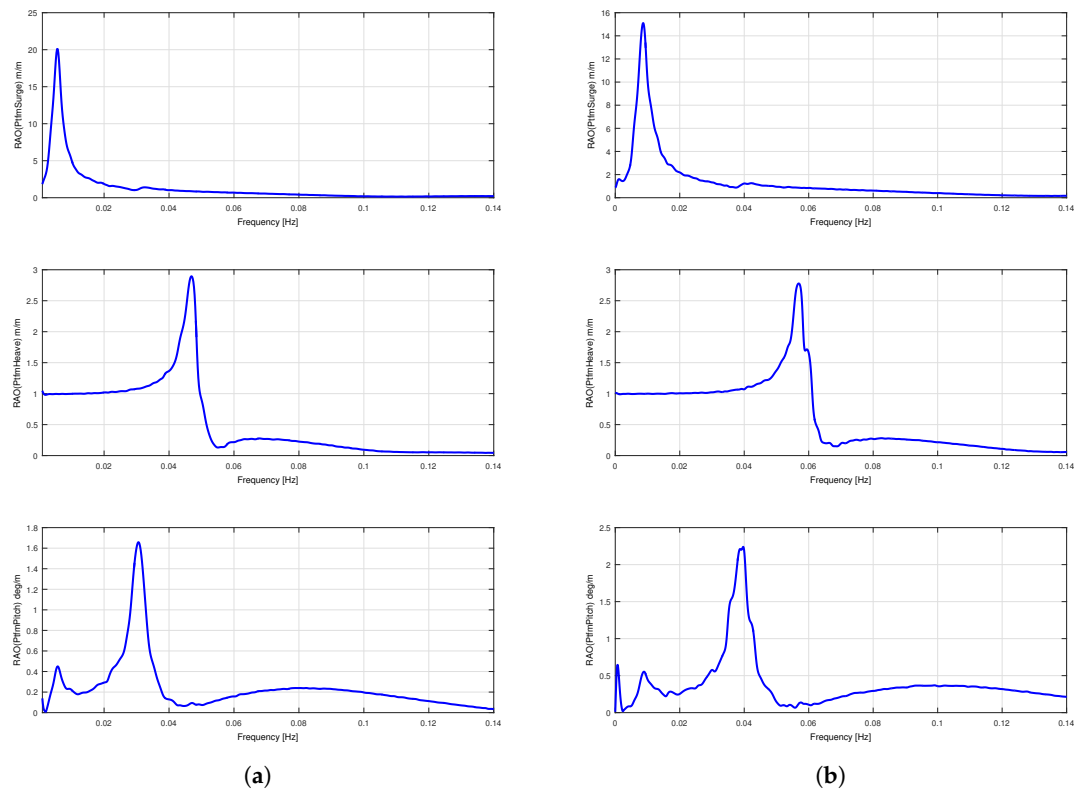 25
20
15
10
5
0
RAO(PtfmSurge) m/m
0.02 0.04 0.06 0.08 0.1 0.12 0.14
Frequency [Hz]
16
14
12
10
8
6
4
2
0
RAO(PtfmSurge) m/m
0 0.02 0.04 0.06 0.08 0.1 0.12 0.14
Frequency [Hz]
3
2.5
2
1.5
1
0.5
0
RAO(PtfmHeave) m/m
0.02 0.04 0.06 0.08 0.1 0.12 0.14
Frequency [Hz]
3
2.5
2
1.5
1
0.5
0
RAO(PtfmHeave) m/m
0 0.02 0.04 0.06 0.08 0.1 0.12 0.14
Frequency [Hz]
1.8
1.6
1.4
1.2
1
0.8
0.6
0.4
0.2
0
RAO(PtfmPitch) deg/m
0.02 0.04 0.06 0.08 0.1 0.12 0.14
Frequency [Hz]
2.5
2
1.5
1
0.5
0
RAO(PtfmPitch) deg/m
0 0.02 0.04 0.06 0.08 0.1 0.12 0.14
Frequency [Hz]
(a)
(b)